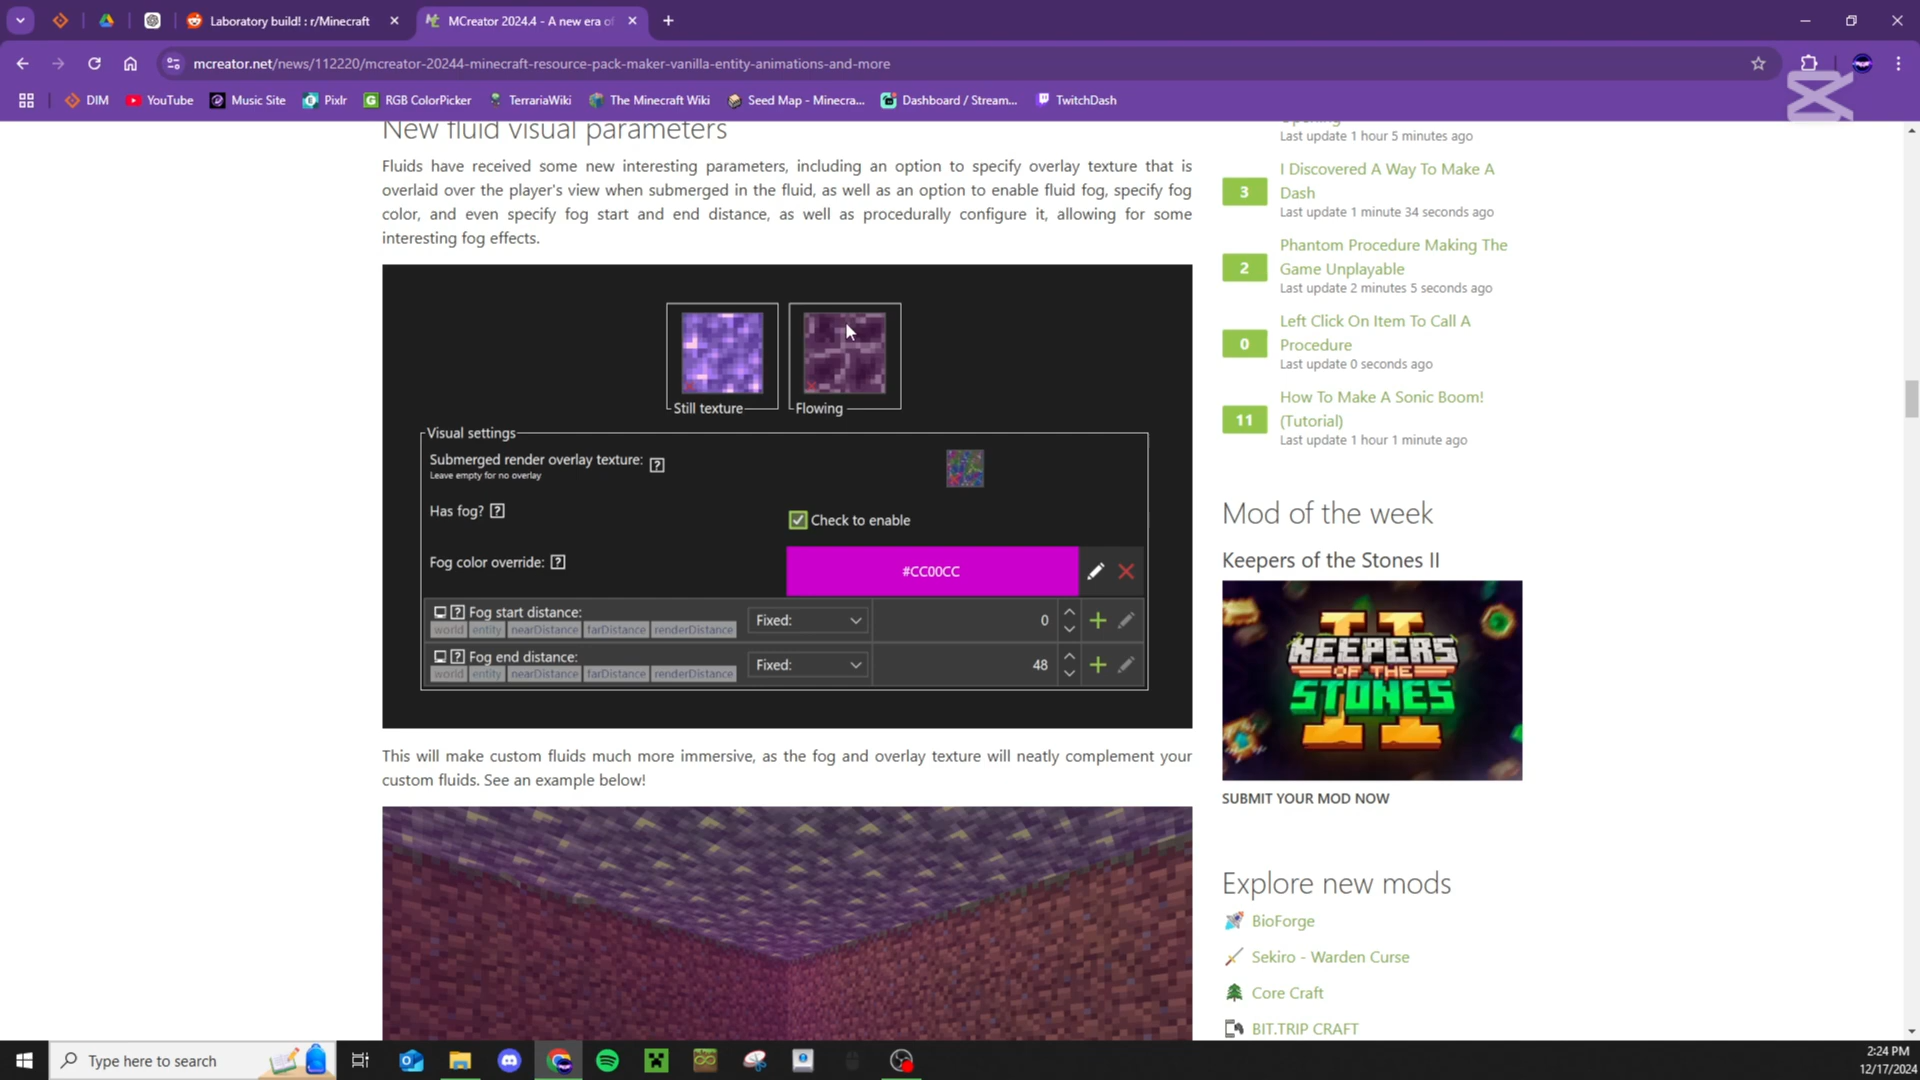 Laboratory build! : r/Minecraft
MCreator 2024.4 - A new era of
mcreator.net/news/112220/mcreator-20244-minecraft-resource-pack-maker-vanilla-entity-animations-and-more
DIM
YouTube
Music Site
Pixlr
RGB ColorPicker
TerrariaWiki
The Minecraft Wiki
Seed Map - Minecra...
Dashboard / Stream...
TwitchDash
New fluid visual parameters
Fluids have received some new interesting parameters, including an option to specify overlay texture that is
overlaid over the player's view when submerged in the fluid, as well as an option to enable fluid fog, specify fog
color, and even specify fog start and end distance, as well as procedurally configure it, allowing for some
interesting fog effects.
Still texture
Flowing
Visual settings
Submerged render overlay texture:
Leave empty for no overlay
Has fog?
Check to enable
Fog color override:
#CC00CC
Fog start distance:
world entity nearDistance farDistance renderDistance
Fixed:
0
Fog end distance:
world entity nearDistance farDistance renderDistance
Fixed:
48
This will make custom fluids much more immersive, as the fog and overlay texture will neatly complement your
custom fluids. See an example below!
Last update 1 hour 5 minutes ago
3
I Discovered A Way To Make A
Dash
Last update 1 minute 34 seconds ago
2
Phantom Procedure Making The
Game Unplayable
Last update 2 minutes 5 seconds ago
0
Left Click On Item To Call A
Procedure
Last update 0 seconds ago
11
How To Make A Sonic Boom!
(Tutorial)
Last update 1 hour 1 minute ago
Mod of the week
Keepers of the Stones II
II
KEEPERS
OF THE
STONES
SUBMIT YOUR MOD NOW
Explore new mods
BioForge
Sekiro - Warden Curse
Core Craft
BIT.TRIP CRAFT
Type here to search
2:24 PM
12/17/2024